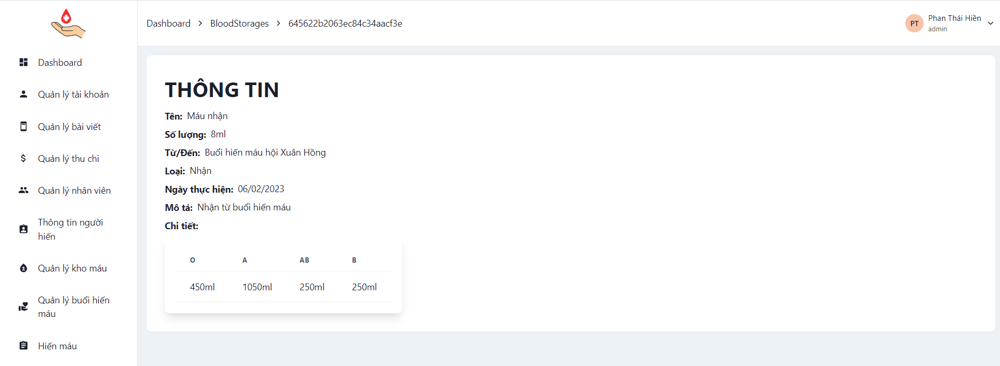 Dashboard
BloodStorages
645622b2063ec84c34aacf3e
PT
Phan Thái Hiền
admin
Dashboard
Quản lý tài khoản
Quản lý bài viết
Quản lý thu chi
Quản lý nhân viên
Thông tin người
hiến
Quản lý kho máu
Quản lý buổi hiến
máu
Hiến máu
THÔNG TIN
Tên: Máu nhận
Số lượng: 8ml
Từ/Đến: Buổi hiến máu hội Xuân Hồng
Loại: Nhận
Ngày thực hiện: 06/02/2023
Mô tả: Nhận từ buổi hiến máu
Chi tiết:
O A AB B
450ml 1050ml 250ml 250ml